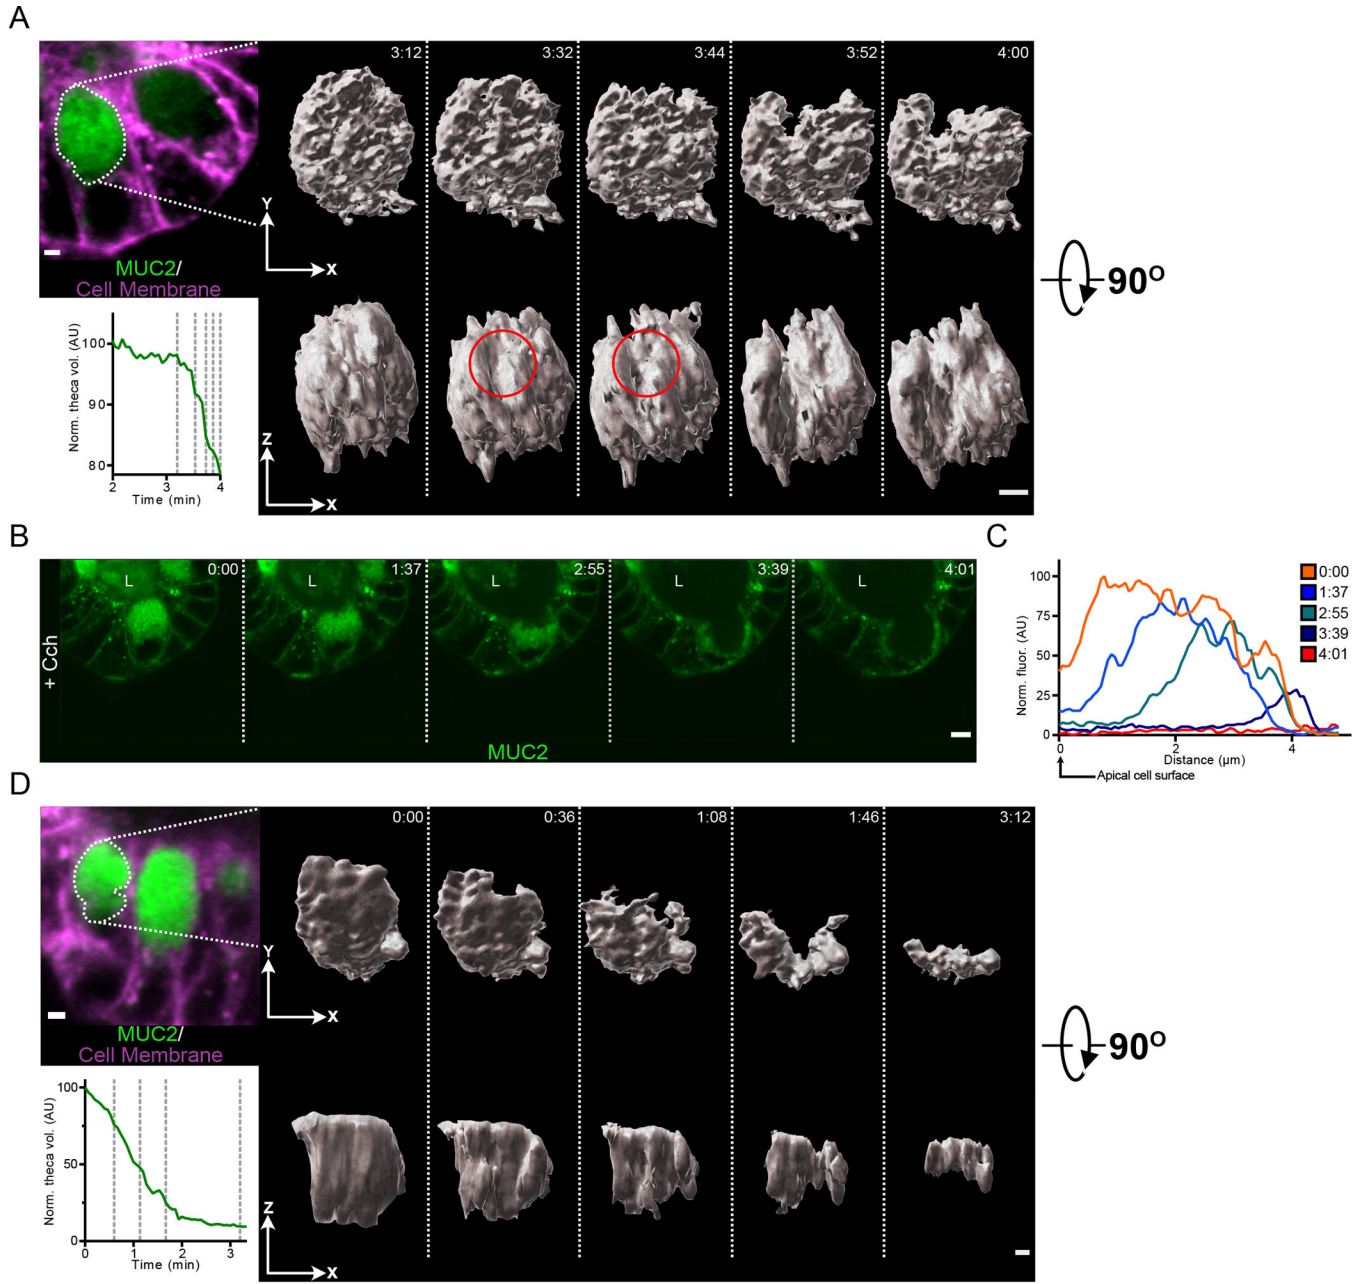 A
3:12 3:32 3:44 3:52 4:00
Y
X
MUC2/
Cell Membrane
90O
Norm. theca vol. (AU)
100
90
80
2 3 4
Time (min)
Z
X
B
+ Cch
0:00 1:37 2:55 3:39 4:01
L L L L L
MUC2
C
Norm. fluor. (AU)
100
75
50
25
0
0 2 4
Distance (µm)
Apical cell surface
0:00
1:37
2:55
3:39
4:01
D
0:00 0:36 1:08 1:46 3:12
Y
X
MUC2/
Cell Membrane
90O
Norm. theca vol. (AU)
100
50
0
0 1 2 3
Time (min)
Z
X